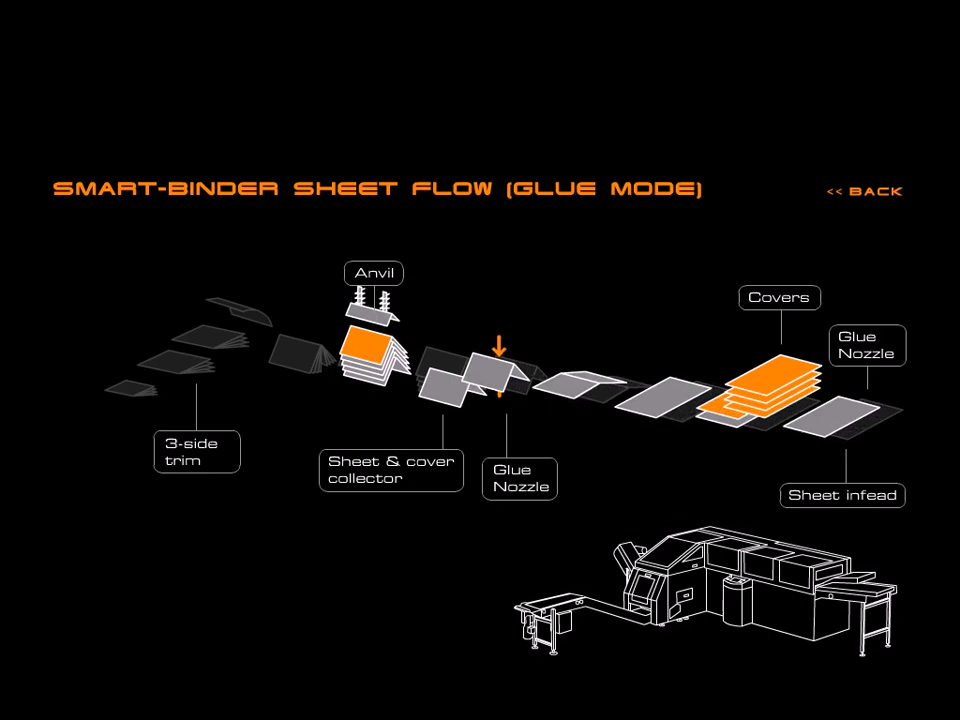 SMART-BINDER SHEET FLOW (GLUE MODE)
<< BACK
Anvil
Covers
Glue
Nozzle
3-side
trim
Sheet & cover
collector
Glue
Nozzle
Sheet infead